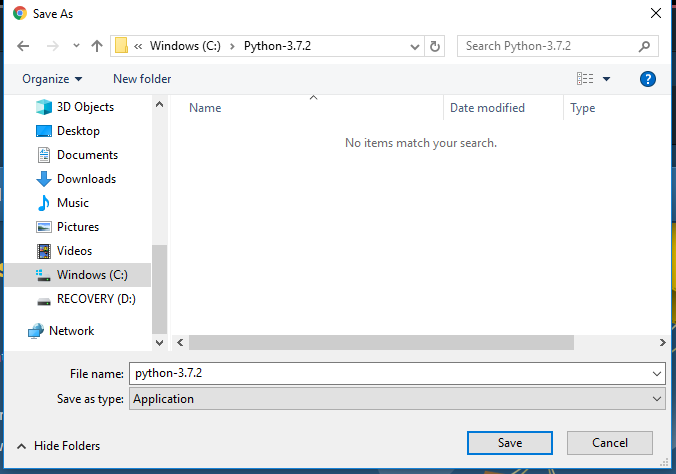 Save As
« Windows (C:) › Python-3.7.2
Search Python-3.7.2
Organize
New folder
?
3D Objects
Desktop
Documents
Downloads
Music
Pictures
Videos
Windows (C:)
RECOVERY (D:)
Network
Name
Date modified
Type
No items match your search.
File name: python-3.7.2
Save as type: Application
Hide Folders
Save
Cancel